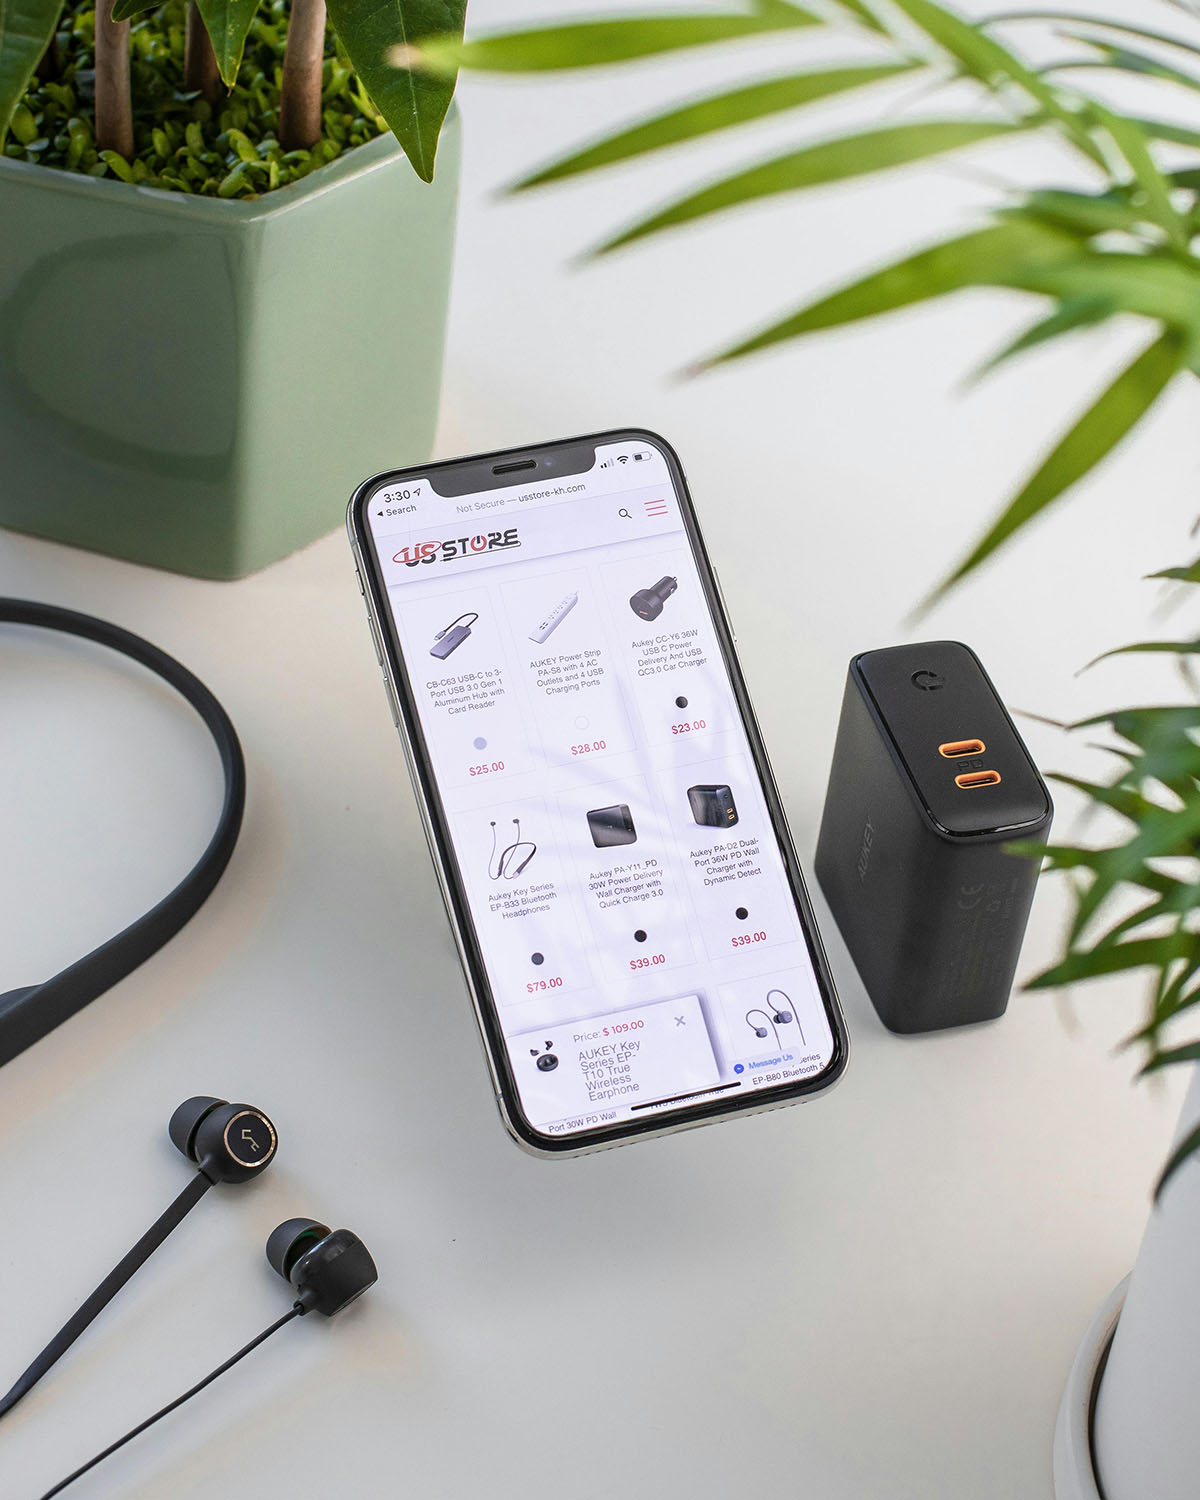 3:30
Search
Not Secure — usstore-kh.com
US STORE
CB-C63 USB-C to 3-
Port USB 3.0 Gen 1
Aluminum Hub with
Card Reader
$25.00
AUKEY Power Strip
PA-S8 with 4 AC
Outlets and 4 USB
Charging Ports
$28.00
Aukey CC-Y6 36W
USB C Power
Delivery And USB
QC3.0 Car Charger
$23.00
Aukey Key Series
EP-B33 Bluetooth
Headphones
$79.00
Aukey PA-Y11_PD
30W Power Delivery
Wall Charger with
Quick Charge 3.0
$39.00
Aukey PA-D2 Dual-
Port 36W PD Wall
Charger with
Dynamic Detect
$39.00
Price: $ 109.00
AUKEY Key
Series EP-
T10 True
Wireless
Earphone
Port 30W PD Wall
Message Us
EP-B80 Bluetooth 5
PD
AUKEY
CE